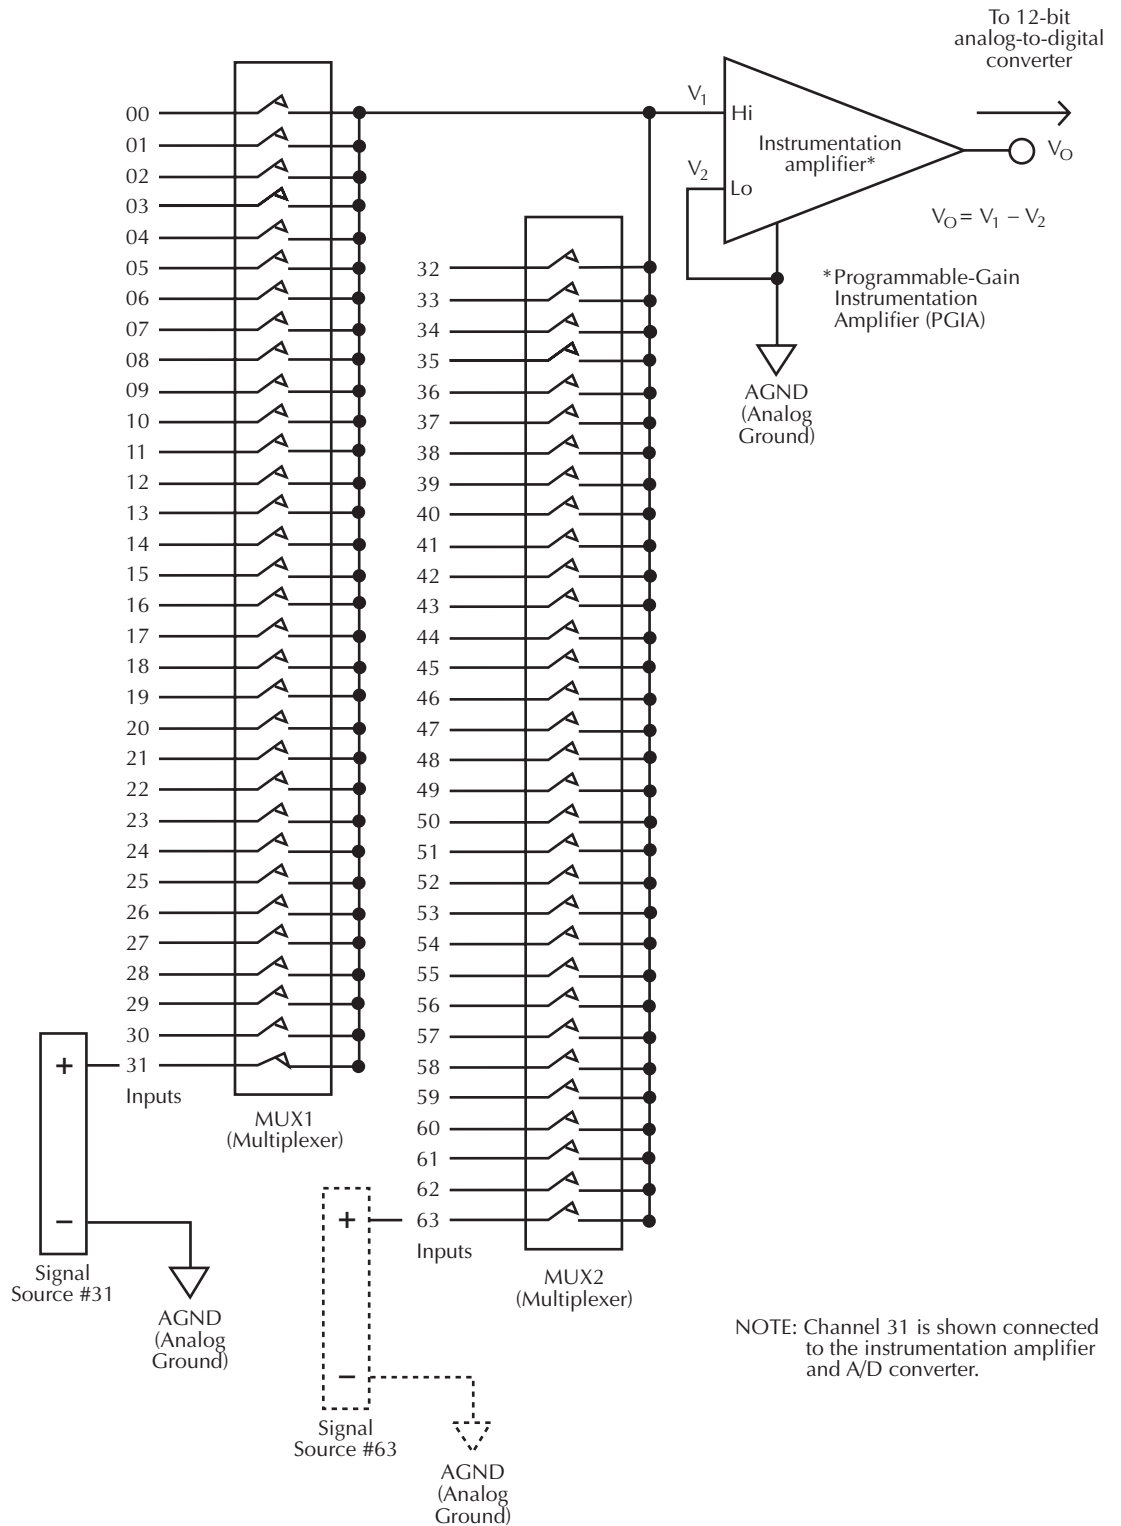 To 12-bit
analog-to-digital
converter
V1
Hi
Instrumentation
amplifier*
V2
Lo
VO
VO = V1 – V2
*Programmable-Gain
Instrumentation
Amplifier (PGIA)
AGND
(Analog
Ground)
00
01
02
03
04
05
06
07
08
09
10
11
12
13
14
15
16
17
18
19
20
21
22
23
24
25
26
27
28
29
30
31
Inputs
MUX1
(Multiplexer)
32
33
34
35
36
37
38
39
40
41
42
43
44
45
46
47
48
49
50
51
52
53
54
55
56
57
58
59
60
61
62
63
Inputs
MUX2
(Multiplexer)
+
–
Signal
Source #31
AGND
(Analog
Ground)
+
–
Signal
Source #63
AGND
(Analog
Ground)
NOTE: Channel 31 is shown connected
to the instrumentation amplifier
and A/D converter.